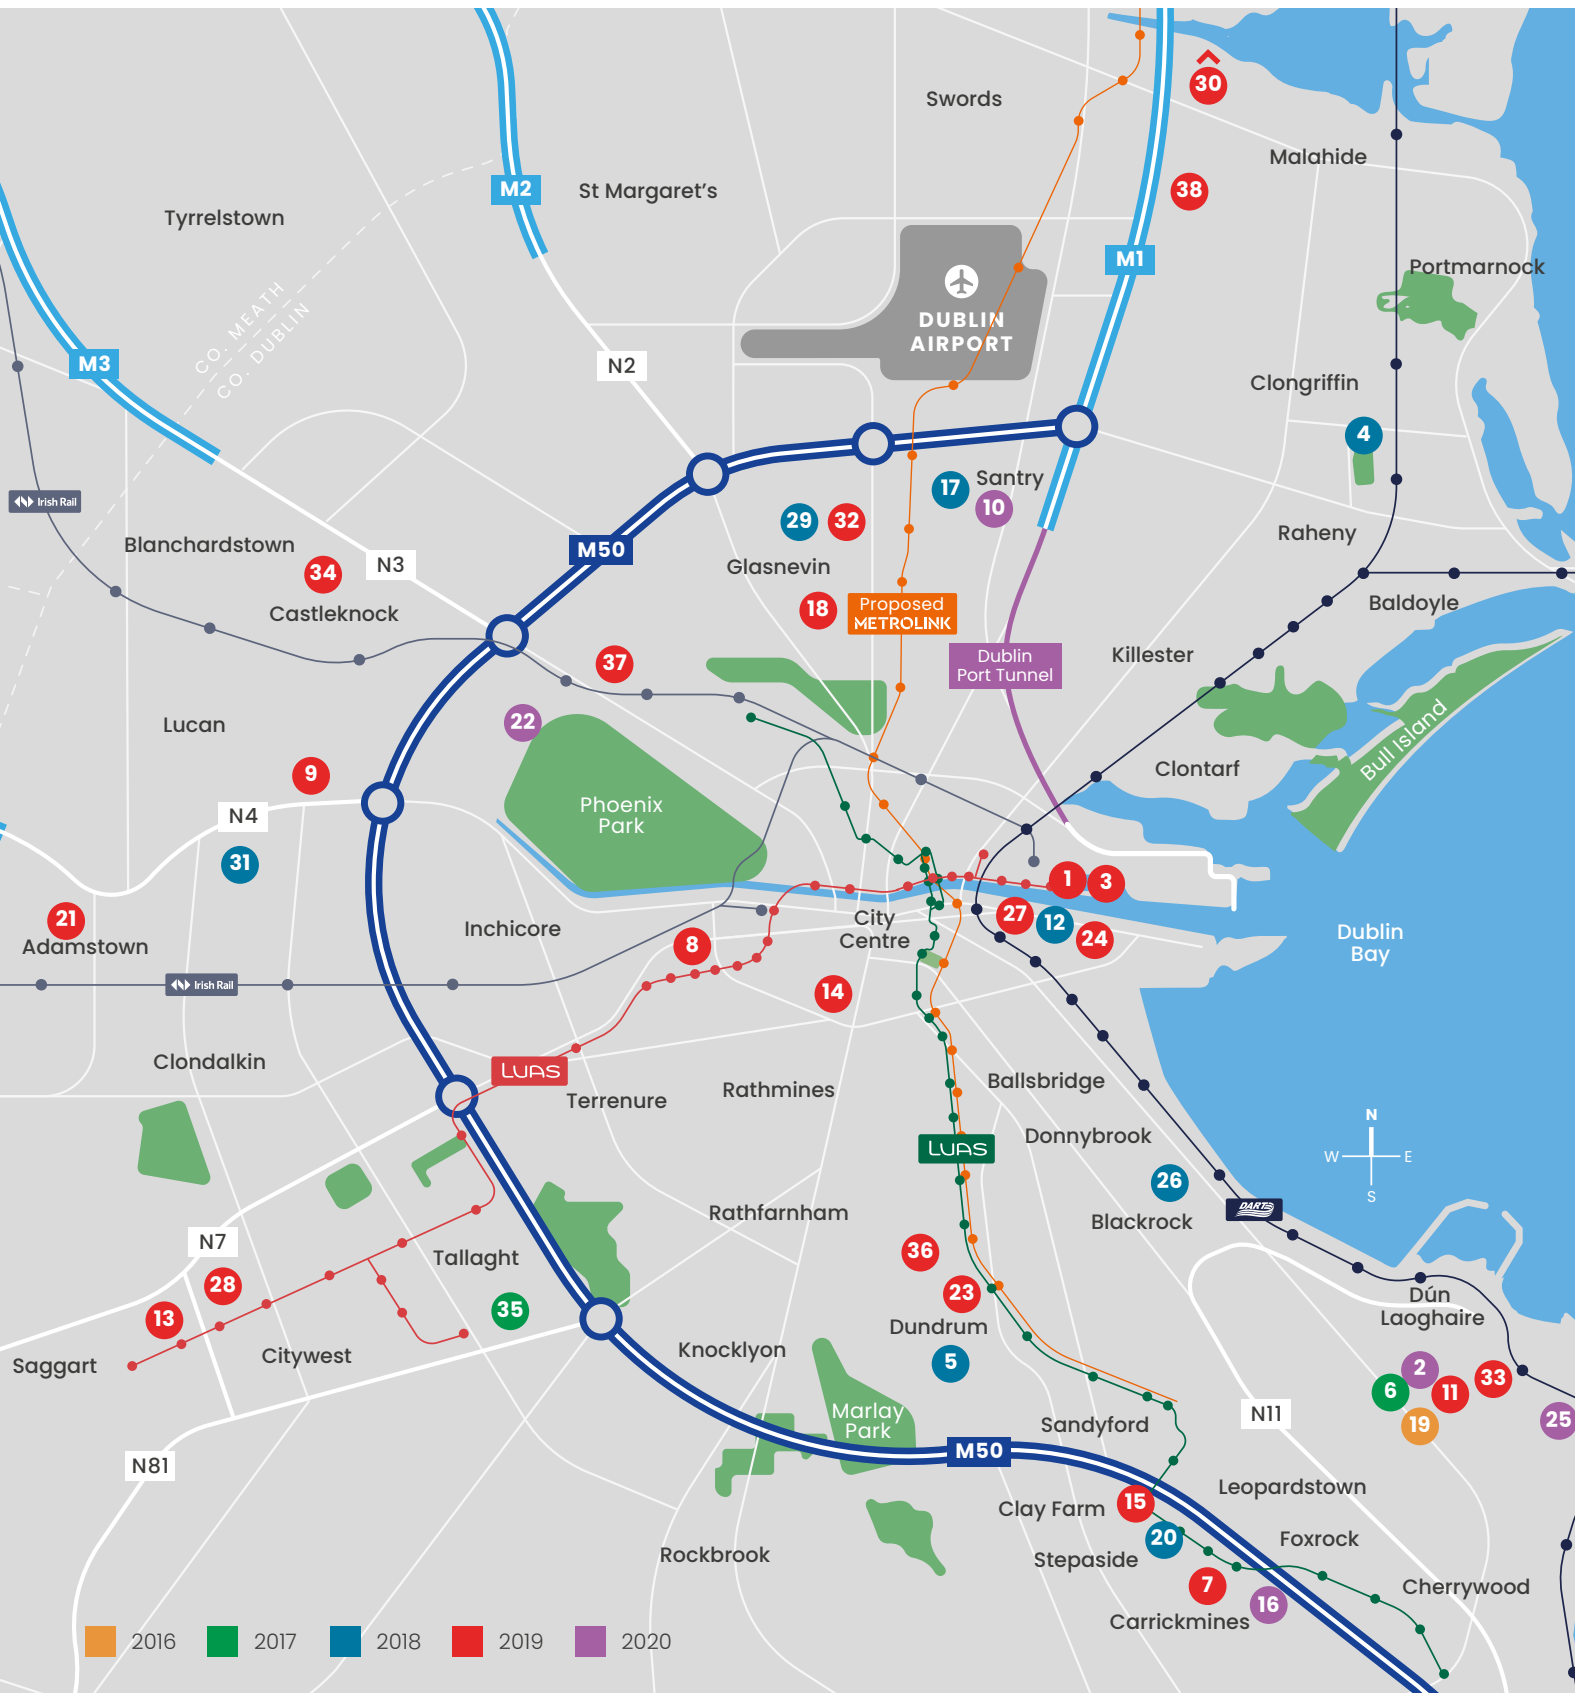 30
Swords
Malahide
M2
St Margaret's
38
Tyrrelstown
M1
Portmarnock
CO. MEATH
CO. DUBLIN
DUBLIN
AIRPORT
M3
N2
Clongriffin
4
Santry
17
10
Irish Rail
29
32
Raheny
Blanchardstown
M50
N3
34
Glasnevin
Castleknock
18
Proposed
METROLINK
Baldoyle
Killester
Dublin
Port Tunnel
37
22
Lucan
Bull Island
Clontarf
9
Phoenix
Park
N4
31
1
3
21
27
12
24
City
Centre
Inchicore
Adamstown
8
Dublin
Bay
Irish Rail
14
Clondalkin
LUAS
Rathmines
Ballsbridge
Terrenure
N
W
E
S
Donnybrook
LUAS
26
DART
Blackrock
Rathfarnham
N7
36
Tallaght
28
23
35
13
Dún
Laoghaire
Dundrum
Knocklyon
Citywest
Saggart
5
2
33
6
11
19
25
Marlay
Park
N11
Sandyford
M50
N81
Leopardstown
15
Clay Farm
20
Foxrock
Stepaside
Rockbrook
7
Cherrywood
16
Carrickmines
2016
2017
2018
2019
2020